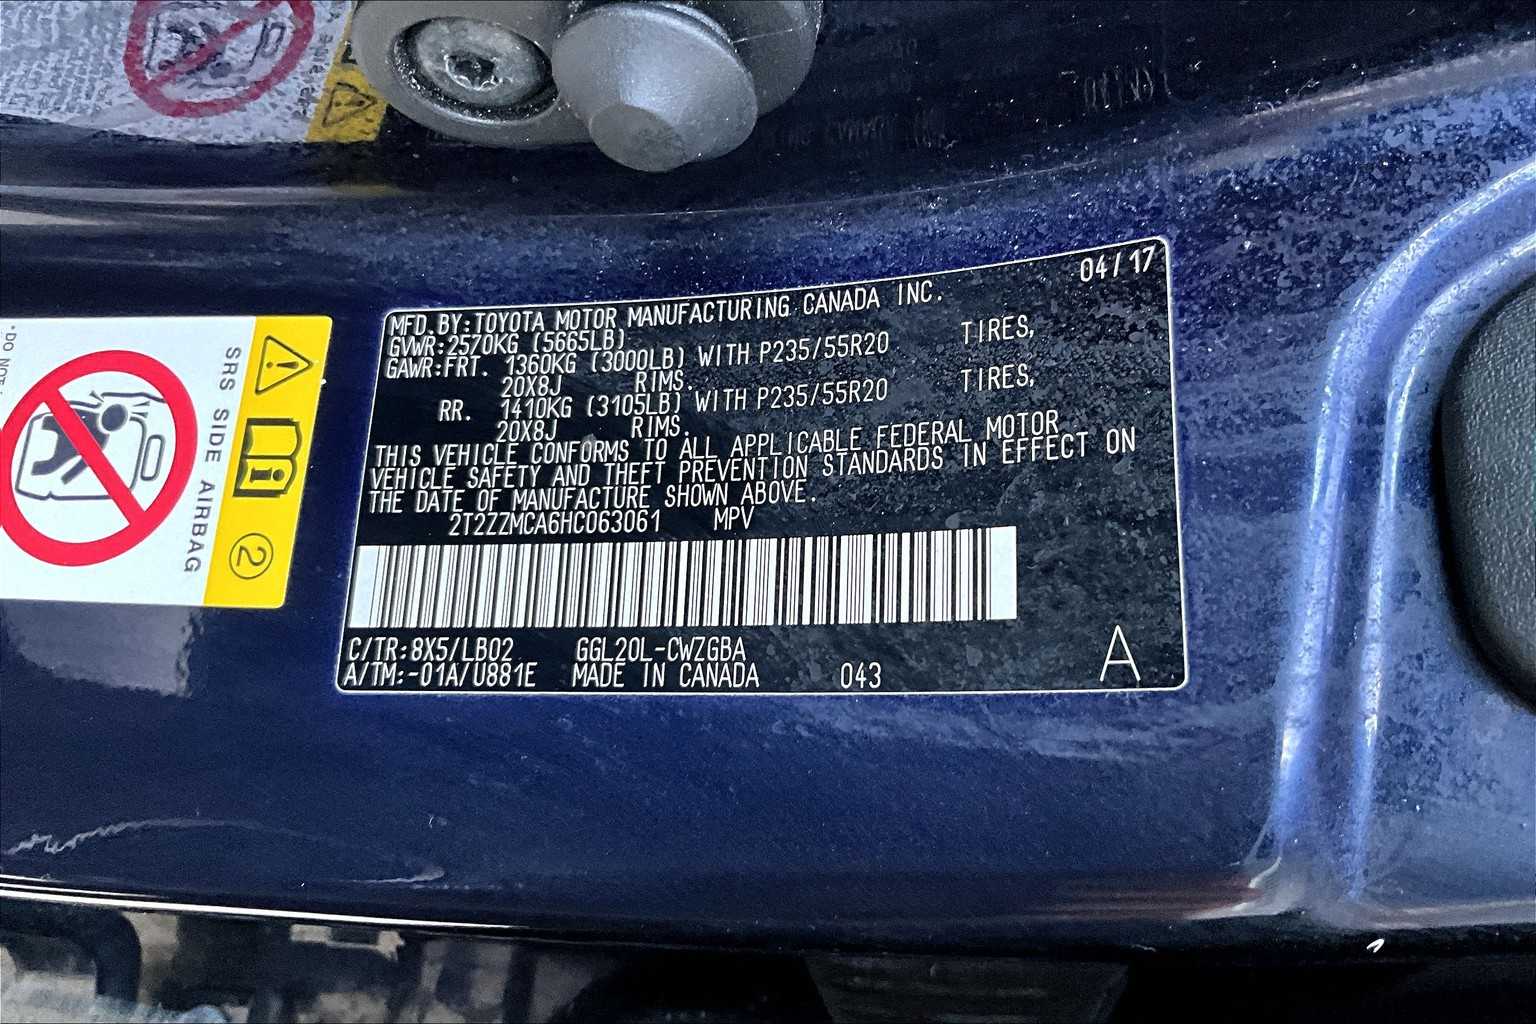 04/17
MFD.BY:TOYOTA MOTOR MANUFACTURING CANADA INC.
GVWR:2570KG (5665LB)
GAWR:FRT. 1360KG (3000LB) WITH P235/55R20 TIRES,
20X8J RIMS.
RR. 1410KG (3105LB) WITH P235/55R20 TIRES,
20X8J RIMS.
THIS VEHICLE CONFORMS TO ALL APPLICABLE FEDERAL MOTOR
VEHICLE SAFETY AND THEFT PREVENTION STANDARDS IN EFFECT ON
THE DATE OF MANUFACTURE SHOWN ABOVE.
2T2ZZMCA6HC063061 MPV
C/TR:8X5/LB02 GGL20L-CWZGBA
A/TM:-01A/U881E MADE IN CANADA 043 A
SRS SIDE AIRBAG
2
•DO NOT